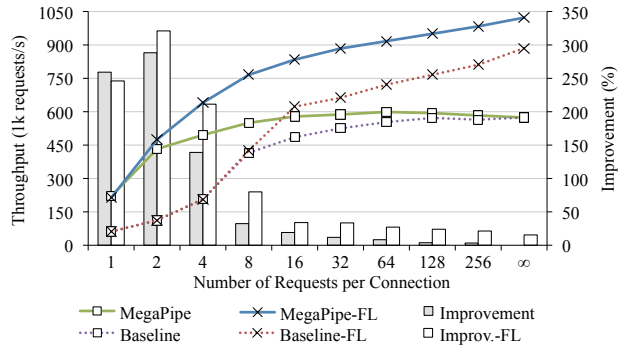 Throughput (1k requests/s)
1050
900
750
600
450
300
150
0
350
300
250
200
150
100
50
0
Improvement (%)
1 2 4 8 16 32 64 128 256 ∞
Number of Requests per Connection
MegaPipe MegaPipe-FL Improvement
Baseline Baseline-FL Improv.-FL